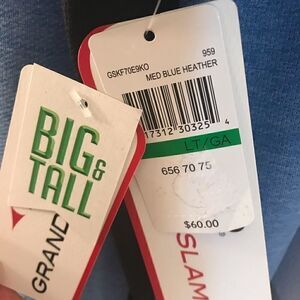 BIG &
TALL
GRAND
GSKF70E9KO
959
MED BLUE HEATHER
17312 30325 4
LT/GA
656 70 75
$60.00
SLAM